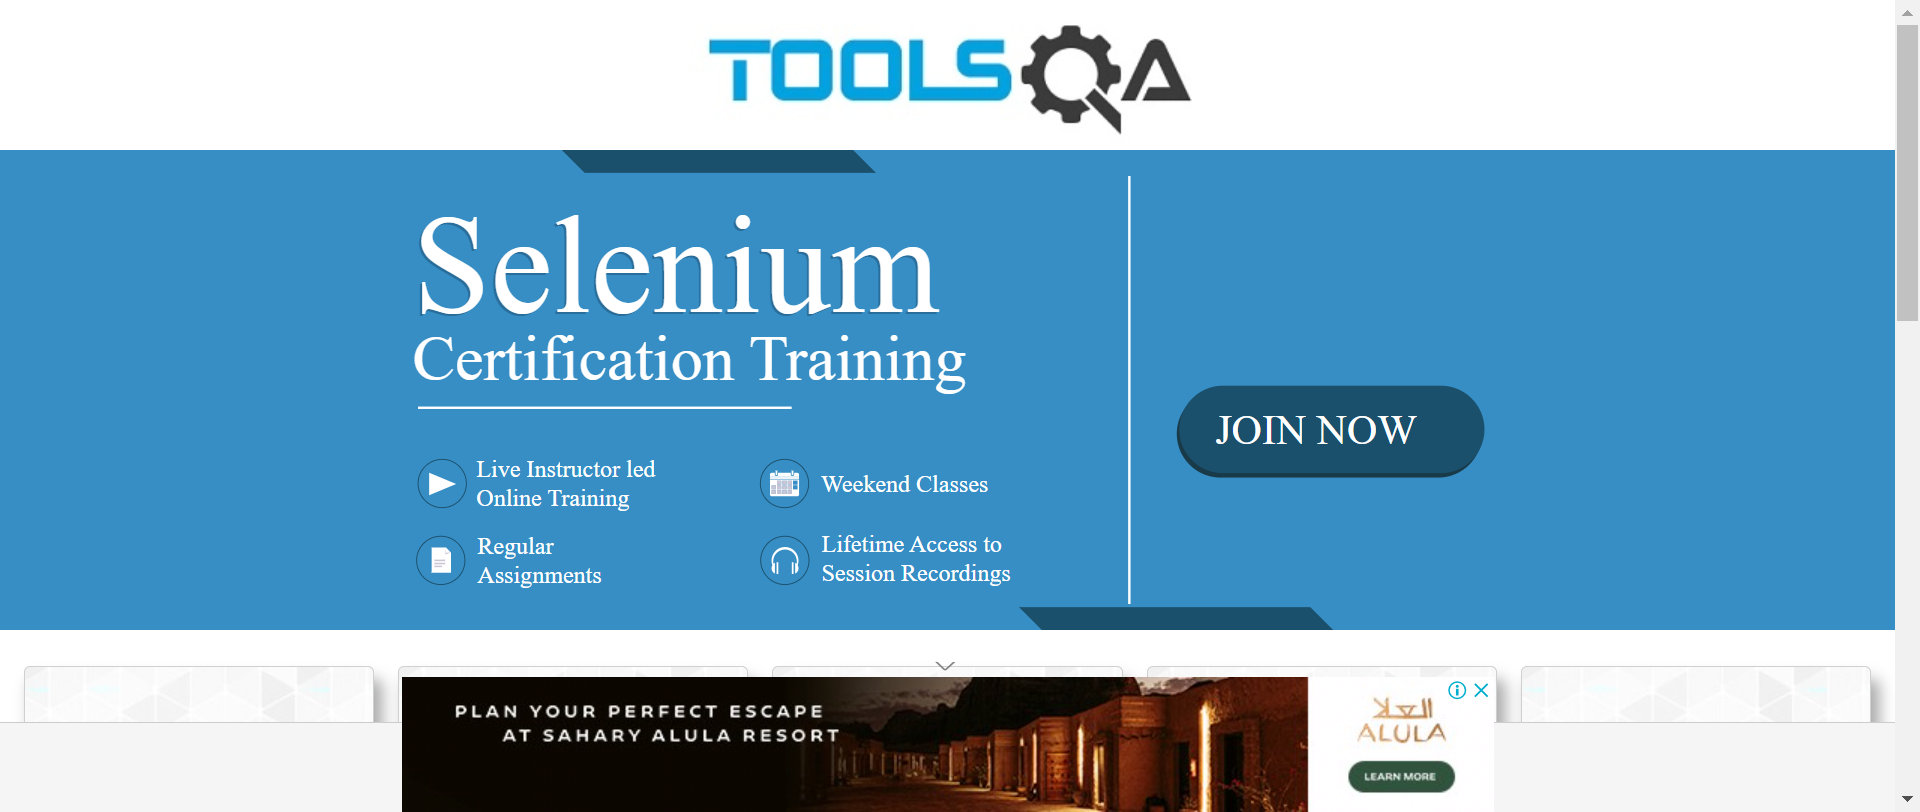 TOOLSQA
Selenium
Certification Training
JOIN NOW
Live Instructor led
Online Training
Weekend Classes
Regular
Assignments
Lifetime Access to
Session Recordings
PLAN YOUR PERFECT ESCAPE
AT SAHARY ALULA RESORT
العلا
ALULA
LEARN MORE